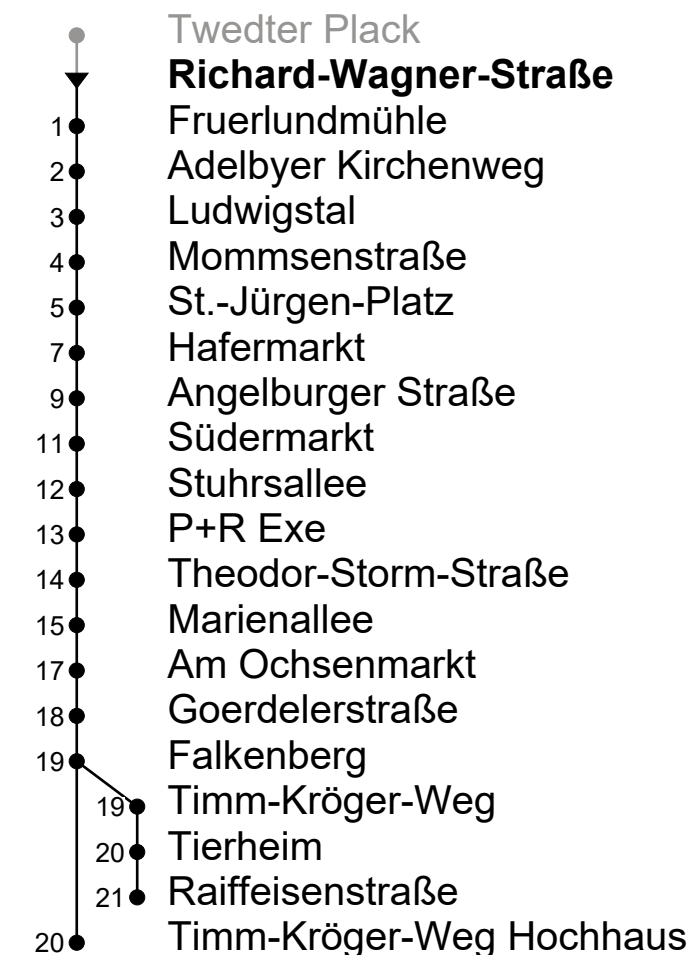 Twedter Plack
Richard-Wagner-Straße
1 Fruerlundmühle
2 Adelbyer Kirchenweg
3 Ludwigstal
4 Mommsenstraße
5 St.-Jürgen-Platz
7 Hafermarkt
9 Angelburger Straße
11 Südermarkt
12 Stuhrsallee
13 P+R Exe
14 Theodor-Storm-Straße
15 Marienallee
17 Am Ochsenmarkt
18 Goerdelerstraße
19 Falkenberg
19 Timm-Kröger-Weg
20 Tierheim
21 Raiffeisenstraße
20 Timm-Kröger-Weg Hochhaus